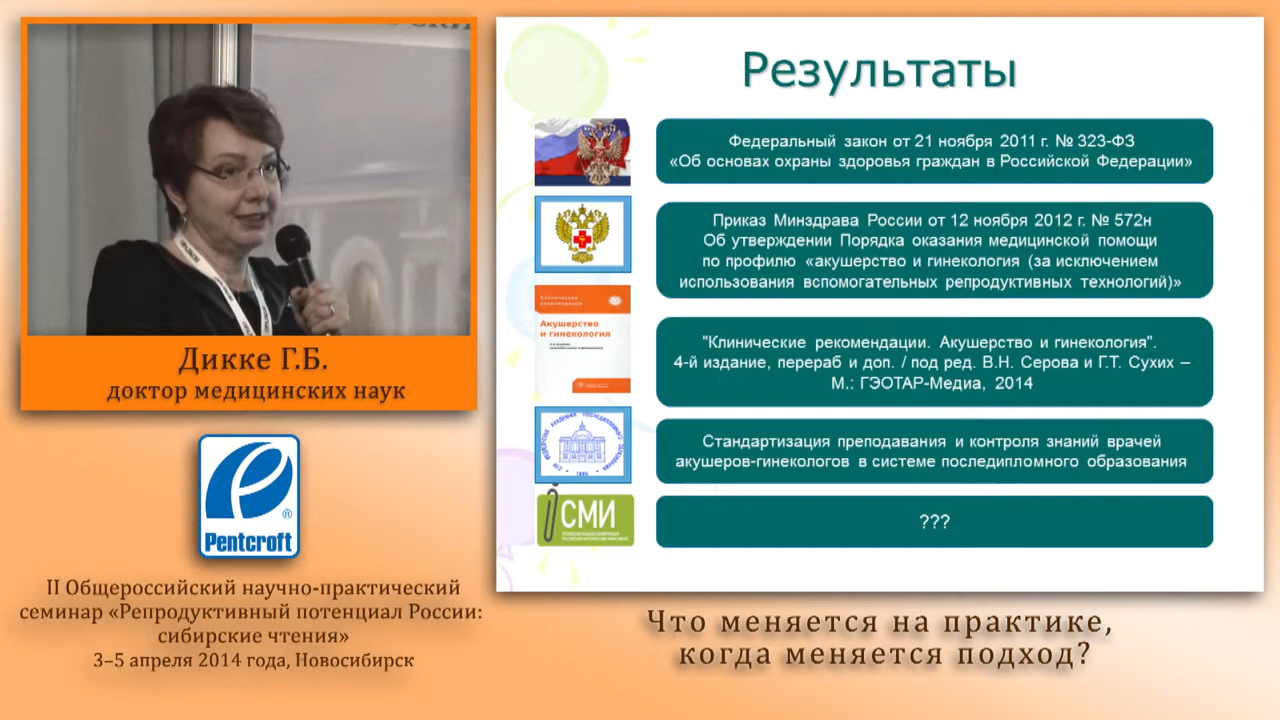 Дикке Г.Б.
доктор медицинских наук
Pentcroft
®
II Общероссийский научно-практический
семинар «Репродуктивный потенциал России:
сибирские чтения»
3–5 апреля 2014 года, Новосибирск
Результаты
Федеральный закон от 21 ноября 2011 г. № 323-ФЗ
«Об основах охраны здоровья граждан в Российской Федерации»
Приказ Минздрава России от 12 ноября 2012 г. № 572н
Об утверждении Порядка оказания медицинской помощи
по профилю «акушерство и гинекология (за исключением
использования вспомогательных репродуктивных технологий)»
Клинические
рекомендации
Акушерство
и гинекология
"Клинические рекомендации. Акушерство и гинекология".
4-й издание, перераб и доп. / под ред. В.Н. Серова и Г.Т. Сухих –
М.: ГЭОТАР-Медиа, 2014
Стандартизация преподавания и контроля знаний врачей
акушеров-гинекологов в системе последипломного образования
СМИ
???
Что меняется на практике,
когда меняется подход?